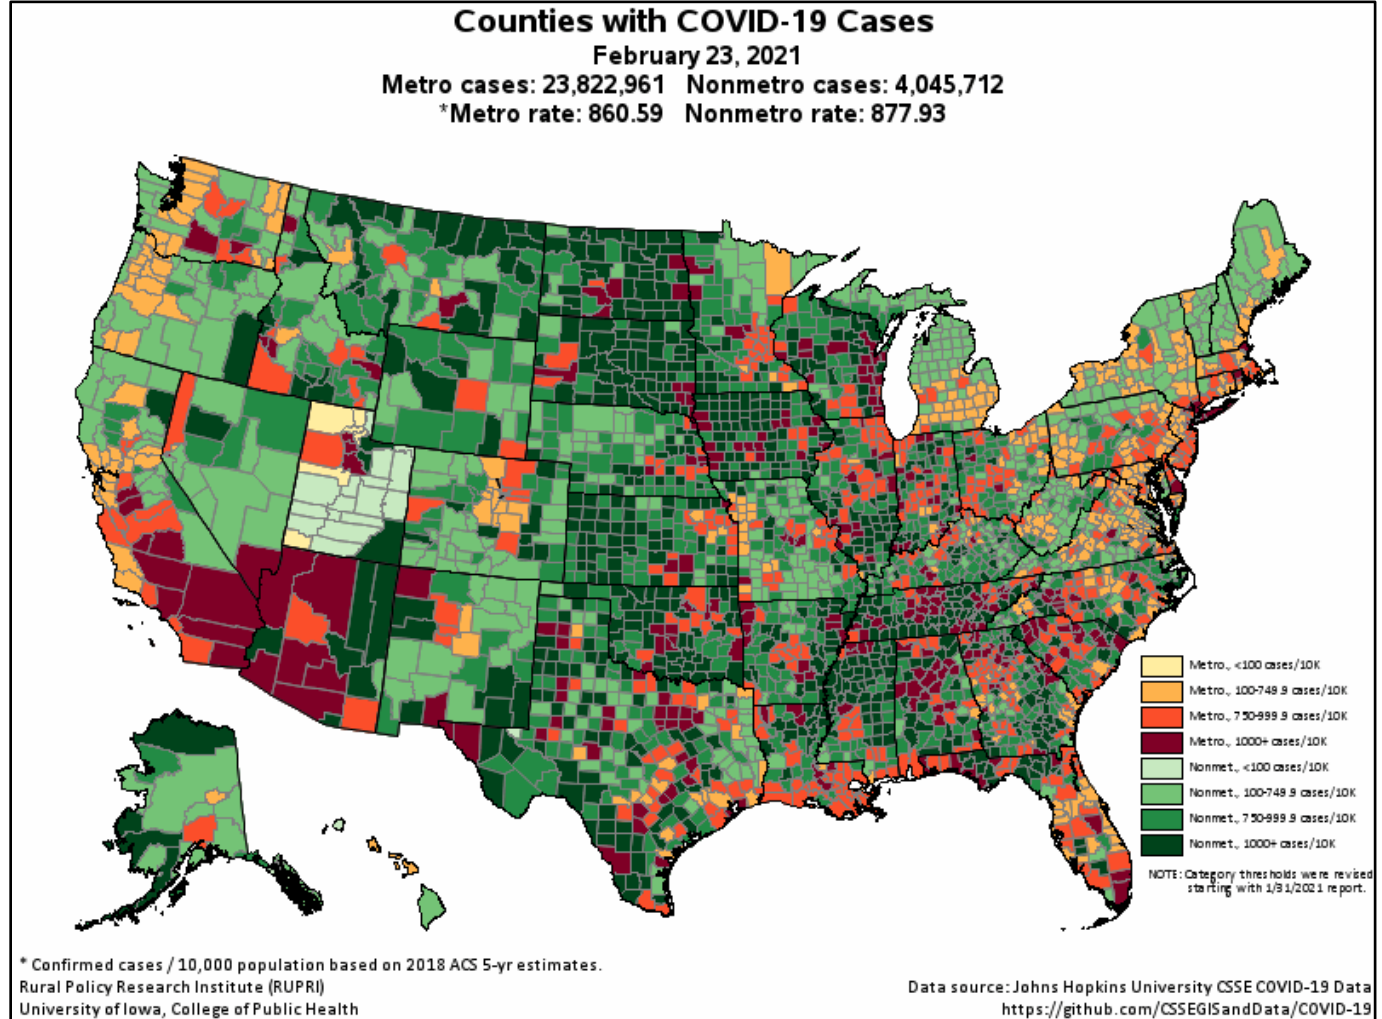 Counties with COVID-19 Cases
February 23, 2021
Metro cases: 23,822,961 Nonmetro cases: 4,045,712
*Metro rate: 860.59 Nonmetro rate: 877.93
Metro., <100 cases/10K
Metro., 100-749.9 cases/10K
Metro., 750-999.9 cases/10K
Metro., 1000+ cases/10K
Nonmet., <100 cases/10K
Nonmet., 100-749.9 cases/10K
Nonmet., 750-999.9 cases/10K
Nonmet., 1000+ cases/10K
NOTE: Category thresholds were revised
starting with 1/31/2021 report.
* Confirmed cases / 10,000 population based on 2018 ACS 5-yr estimates.
Rural Policy Research Institute (RUPRI)
University of Iowa, College of Public Health
Data source: Johns Hopkins University CSSE COVID-19 Data
https://github.com/CSSEGISandData/COVID-19